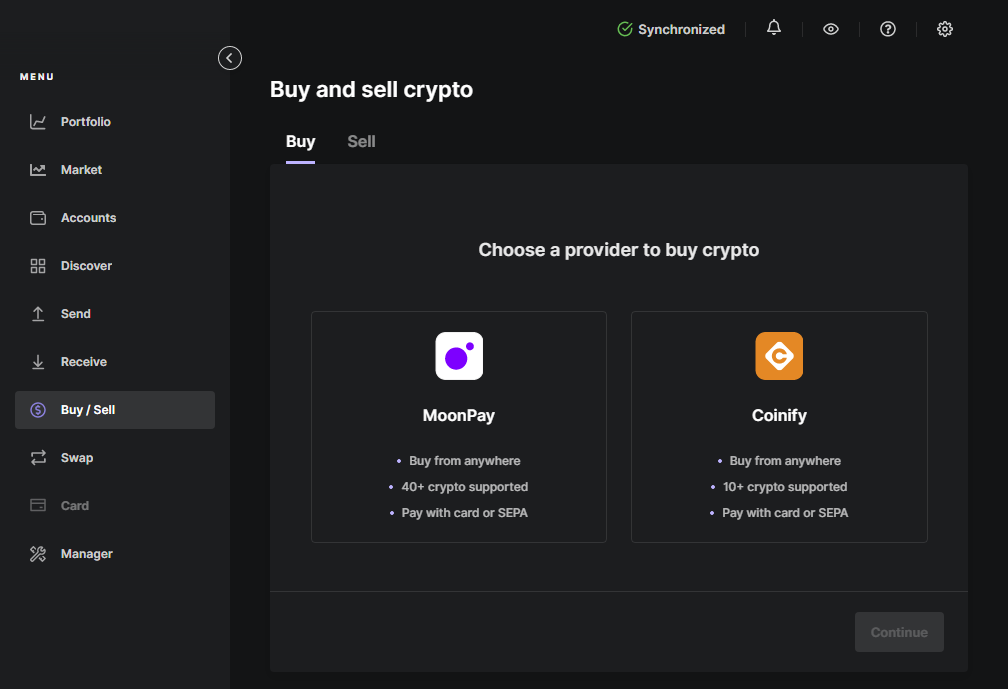 Synchronized
MENU
Portfolio
Market
Accounts
Discover
Send
Receive
Buy / Sell
Swap
Card
Manager
Buy and sell crypto
Buy Sell
Choose a provider to buy crypto
MoonPay
• Buy from anywhere
• 40+ crypto supported
• Pay with card or SEPA
Coinify
• Buy from anywhere
• 10+ crypto supported
• Pay with card or SEPA
Continue